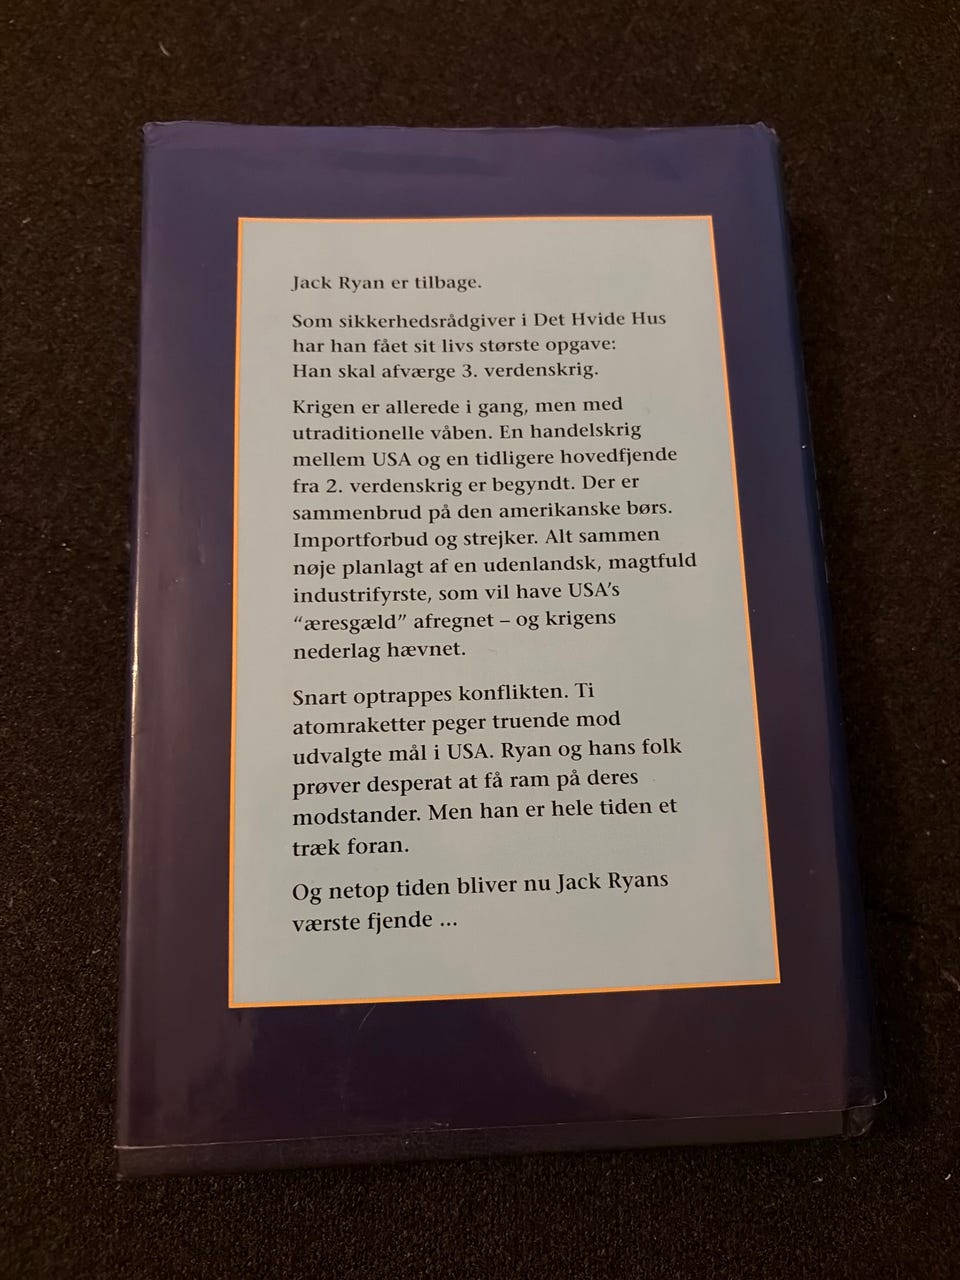 Jack Ryan er tilbage.
Som sikkerhedsrådgiver i Det Hvide Hus
har han fået sit livs største opgave:
Han skal afværge 3. verdenskrig.
Krigen er allerede i gang, men med
utraditionelle våben. En handelskrig
mellem USA og en tidligere hovedfjende
fra 2. verdenskrig er begyndt. Der er
sammenbrud på den amerikanske børs.
Importforbud og strejker. Alt sammen
nøje planlagt af en udenlandsk, magtfuld
industrifyrste, som vil have USA’s
“æresgæld” afregnet – og krigens
nederlag hævnet.
Snart optrappes konflikten. Ti
atomraketter peger truende mod
udvalgte mål i USA. Ryan og hans folk
prøver desperat at få ram på deres
modstander. Men han er hele tiden et
træk foran.
Og netop tiden bliver nu Jack Ryans
værste fjende ...